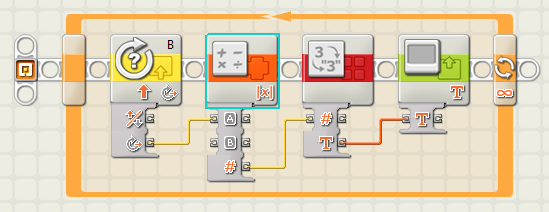 B
?
+ -
× ÷
3
"3"
|x|
T
∞
A
#
T
B
T
#